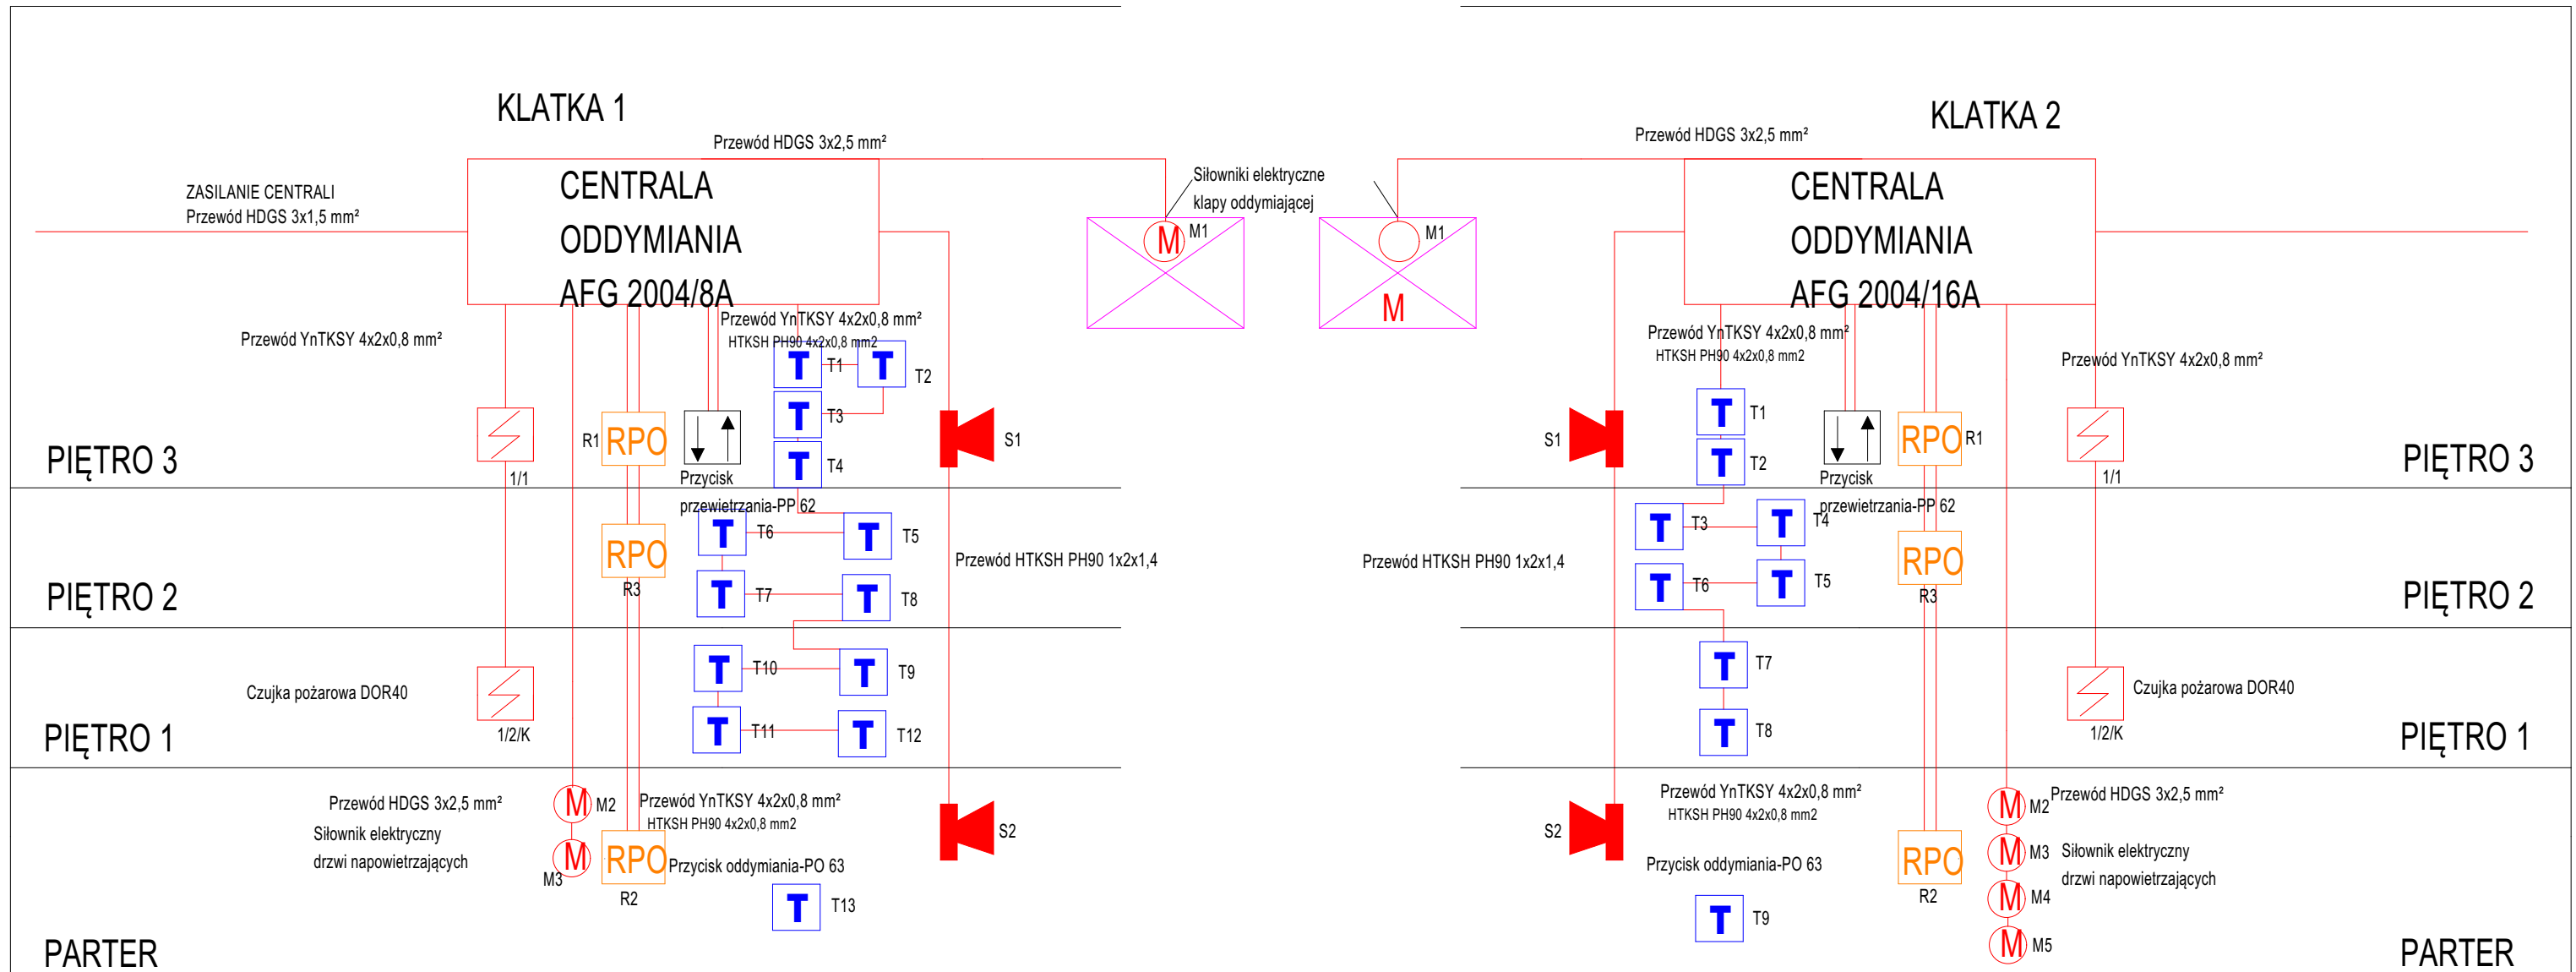 KLATKA 1
Przewód HDGS 3x2,5 mm²
ZASILANIE CENTRALI
Przewód HDGS 3x1,5 mm²
CENTRALA
ODDYMIANIA
AFG 2004/8A
Siłowniki elektryczne
klapy oddymiającej
M
M1
Przewód YnTKSY 4x2x0,8 mm²
Przewód YnTKSY 4x2x0,8 mm²
HTKSH PH90 4x2x0,8 mm2
T
T1
T
T2
T
T3
T
T4
R1
RPO
S1
PIĘTRO 3
1/1
Przycisk
przewietrzania-PP 62
T
T6
T
T5
RPO
R3
Przewód HTKSH PH90 1x2x1,4
T
T7
T
T8
PIĘTRO 2
T
T10
T
T9
Czujka pożarowa DOR40
1/2/K
T
T11
T
T12
PIĘTRO 1
Przewód HDGS 3x2,5 mm²
M
M2
Przewód YnTKSY 4x2x0,8 mm²
HTKSH PH90 4x2x0,8 mm2
Siłownik elektryczny
drzwi napowietrzających
M
M3
RPO
R2
Przycisk oddymiania-PO 63
S2
T
T13
PARTER
KLATKA 2
Przewód HDGS 3x2,5 mm²
CENTRALA
ODDYMIANIA
AFG 2004/16A
M1
M
Przewód YnTKSY 4x2x0,8 mm²
HTKSH PH90 4x2x0,8 mm2
Przewód YnTKSY 4x2x0,8 mm²
S1
T
T1
T
T2
RPO
R1
Przycisk
przewietrzania-PP 62
1/1
PIĘTRO 3
T
T3
T
T4
Przewód HTKSH PH90 1x2x1,4
T
T6
T
T5
RPO
R3
PIĘTRO 2
T
T7
T
T8
Czujka pożarowa DOR40
1/2/K
PIĘTRO 1
Przewód YnTKSY 4x2x0,8 mm²
HTKSH PH90 4x2x0,8 mm2
S2
Przycisk oddymiania-PO 63
RPO
R2
M
M2
Przewód HDGS 3x2,5 mm²
M
M3
Siłownik elektryczny
drzwi napowietrzających
M
M4
M
M5
T
T9
PARTER